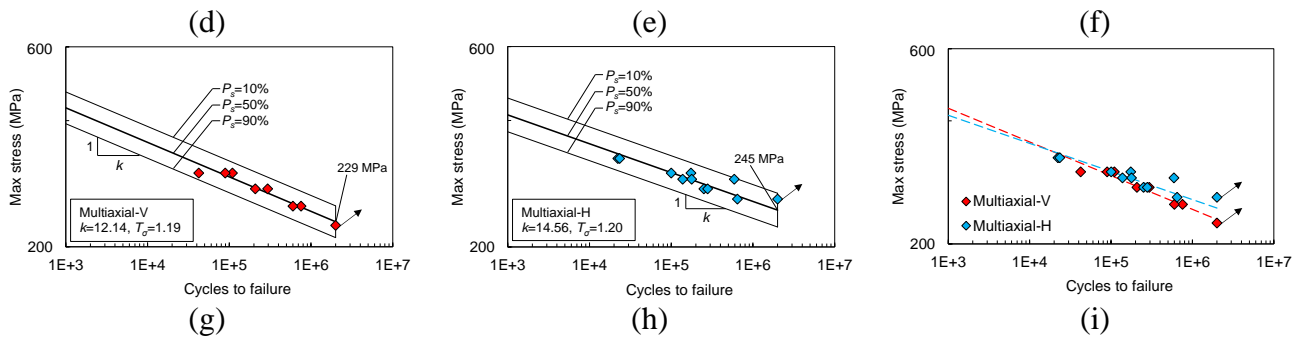 (d)
(e)
(f)
600
200
Max stress (MPa)
Pₛ=10%
Pₛ=50%
Pₛ=90%
1
k
229 MPa
Multiaxial-V
k=12.14, Tσ=1.19
1E+3 1E+4 1E+5 1E+6 1E+7
Cycles to failure
(g)
600
200
Max stress (MPa)
Pₛ=10%
Pₛ=50%
Pₛ=90%
245 MPa
1
k
Multiaxial-H
k=14.56, Tσ=1.20
1E+3 1E+4 1E+5 1E+6 1E+7
Cycles to failure
(h)
600
200
Max stress (MPa)
Multiaxial-V
Multiaxial-H
1E+3 1E+4 1E+5 1E+6 1E+7
Cycles to failure
(i)